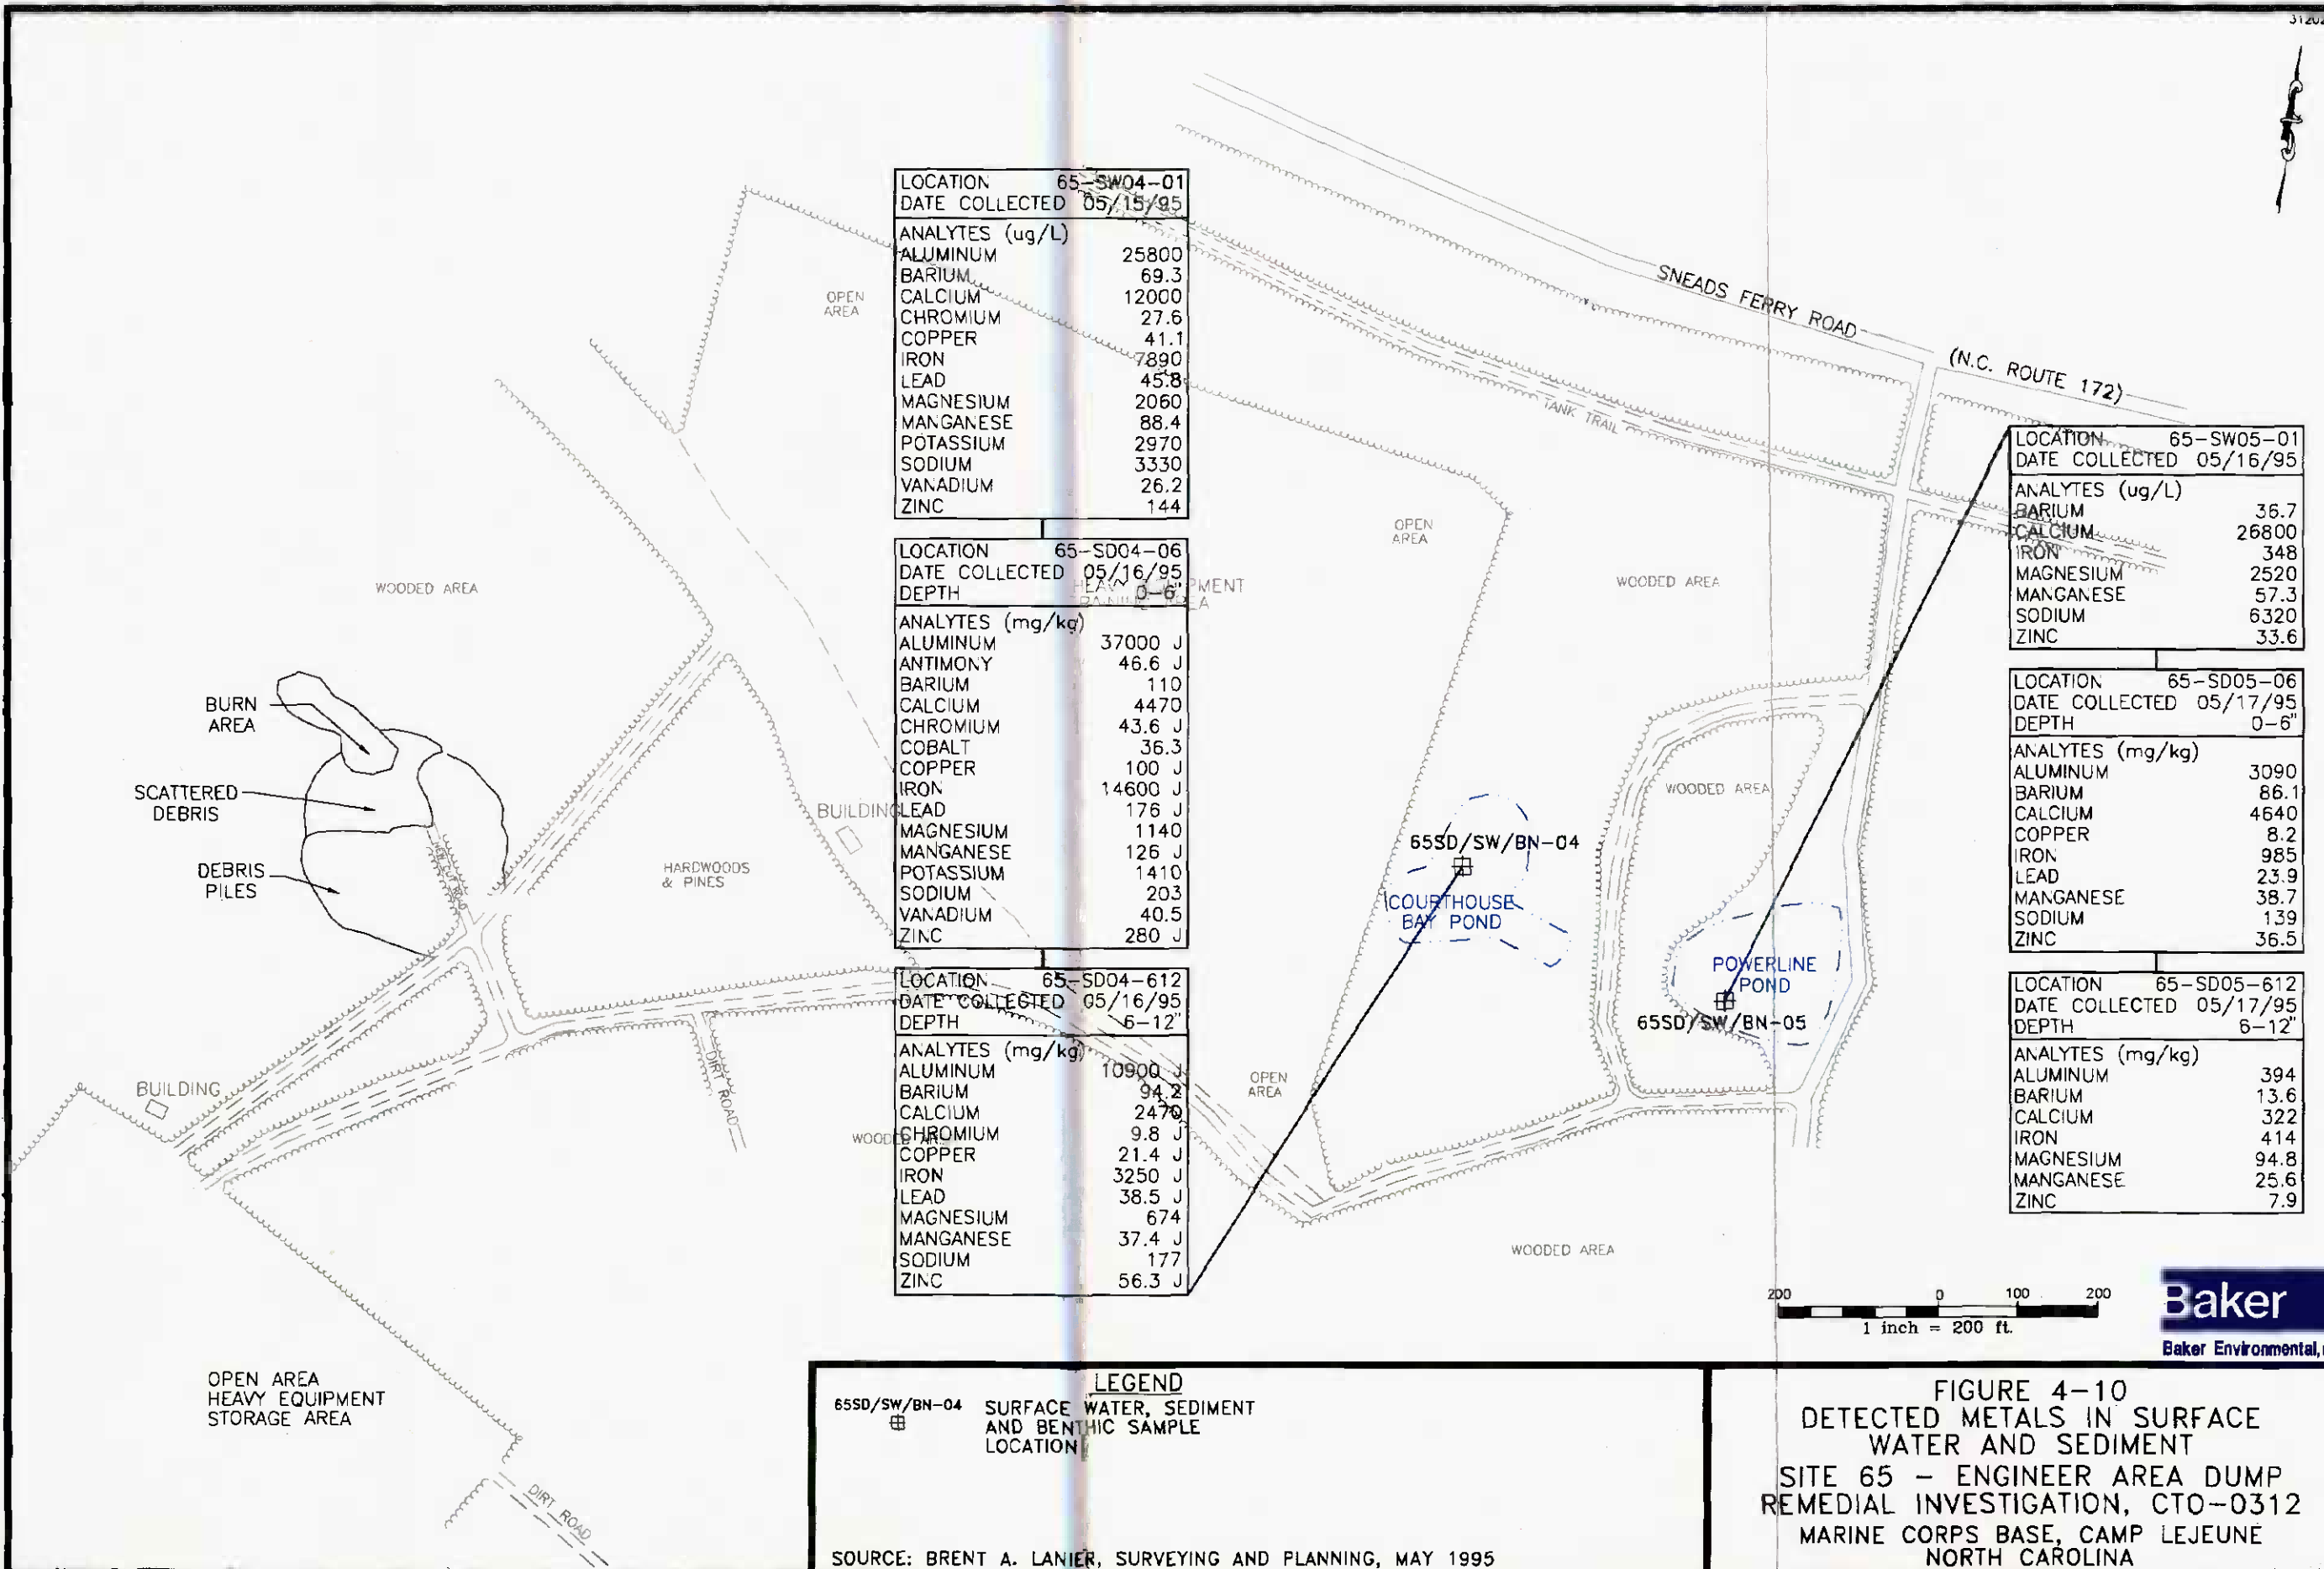 LOCATION 65-SW04-01
DATE COLLECTED 05/15/95
ANALYTES (ug/L)
ALUMINUM 25800
BARIUM 69.3
CALCIUM 12000
CHROMIUM 27.6
COPPER 41.1
IRON 7890
LEAD 45.8
MAGNESIUM 2060
MANGANESE 88.4
POTASSIUM 2970
SODIUM 3330
VANADIUM 26.2
ZINC 144
LOCATION 65-SD04-06
DATE COLLECTED 05/16/95
DEPTH 0-6"
ANALYTES (mg/kg)
ALUMINUM 37000 J
ANTIMONY 46.6 J
BARIUM 110
CALCIUM 4470
CHROMIUM 43.6 J
COBALT 36.3
COPPER 100 J
IRON 14600 J
LEAD 176 J
MAGNESIUM 1140
MANGANESE 126 J
POTASSIUM 1410
SODIUM 203
VANADIUM 40.5
ZINC 280 J
LOCATION 65-SD04-612
DATE COLLECTED 05/16/95
DEPTH 6-12"
ANALYTES (mg/kg)
ALUMINUM 10900 J
BARIUM 94.2
CALCIUM 2470
CHROMIUM 9.8 J
COPPER 21.4 J
IRON 3250 J
LEAD 38.5 J
MAGNESIUM 674
MANGANESE 37.4 J
SODIUM 177
ZINC 56.3 J
LOCATION 65-SW05-01
DATE COLLECTED 05/16/95
ANALYTES (ug/L)
BARIUM 36.7
CALCIUM 26800
IRON 348
MAGNESIUM 2520
MANGANESE 57.3
SODIUM 6320
ZINC 33.6
LOCATION 65-SD05-06
DATE COLLECTED 05/17/95
DEPTH 0-6"
ANALYTES (mg/kg)
ALUMINUM 3090
BARIUM 86.1
CALCIUM 4640
COPPER 8.2
IRON 985
LEAD 23.9
MANGANESE 38.7
SODIUM 139
ZINC 36.5
LOCATION 65-SD05-612
DATE COLLECTED 05/17/95
DEPTH 6-12"
ANALYTES (mg/kg)
ALUMINUM 394
BARIUM 13.6
CALCIUM 322
IRON 414
MAGNESIUM 94.8
MANGANESE 25.6
ZINC 7.9
SNEADS FERRY ROAD
(N.C. ROUTE 172)
TANK TRAIL
OPEN
AREA
OPEN
AREA
WOODED AREA
WOODED AREA
WOODED AREA
BURN
AREA
SCATTERED
DEBRIS
DEBRIS
PILES
BUILDING
HARDWOODS
& PINES
65SD/SW/BN-04
COURTHOUSE
BAY POND
POWERLINE
POND
65SD/SW/BN-05
DIRT ROAD
BUILDING
OPEN
AREA
WOODED AREA
OPEN AREA
HEAVY EQUIPMENT
STORAGE AREA
DIRT ROAD
200 0 100 200
1 inch = 200 ft.
Baker
Baker Environmental,
LEGEND
65SD/SW/BN-04 SURFACE WATER, SEDIMENT
AND BENTHIC SAMPLE
LOCATION
SOURCE: BRENT A. LANIER, SURVEYING AND PLANNING, MAY 1995
FIGURE 4-10
DETECTED METALS IN SURFACE
WATER AND SEDIMENT
SITE 65 - ENGINEER AREA DUMP
REMEDIAL INVESTIGATION, CTO-0312
MARINE CORPS BASE, CAMP LEJEUNE
NORTH CAROLINA